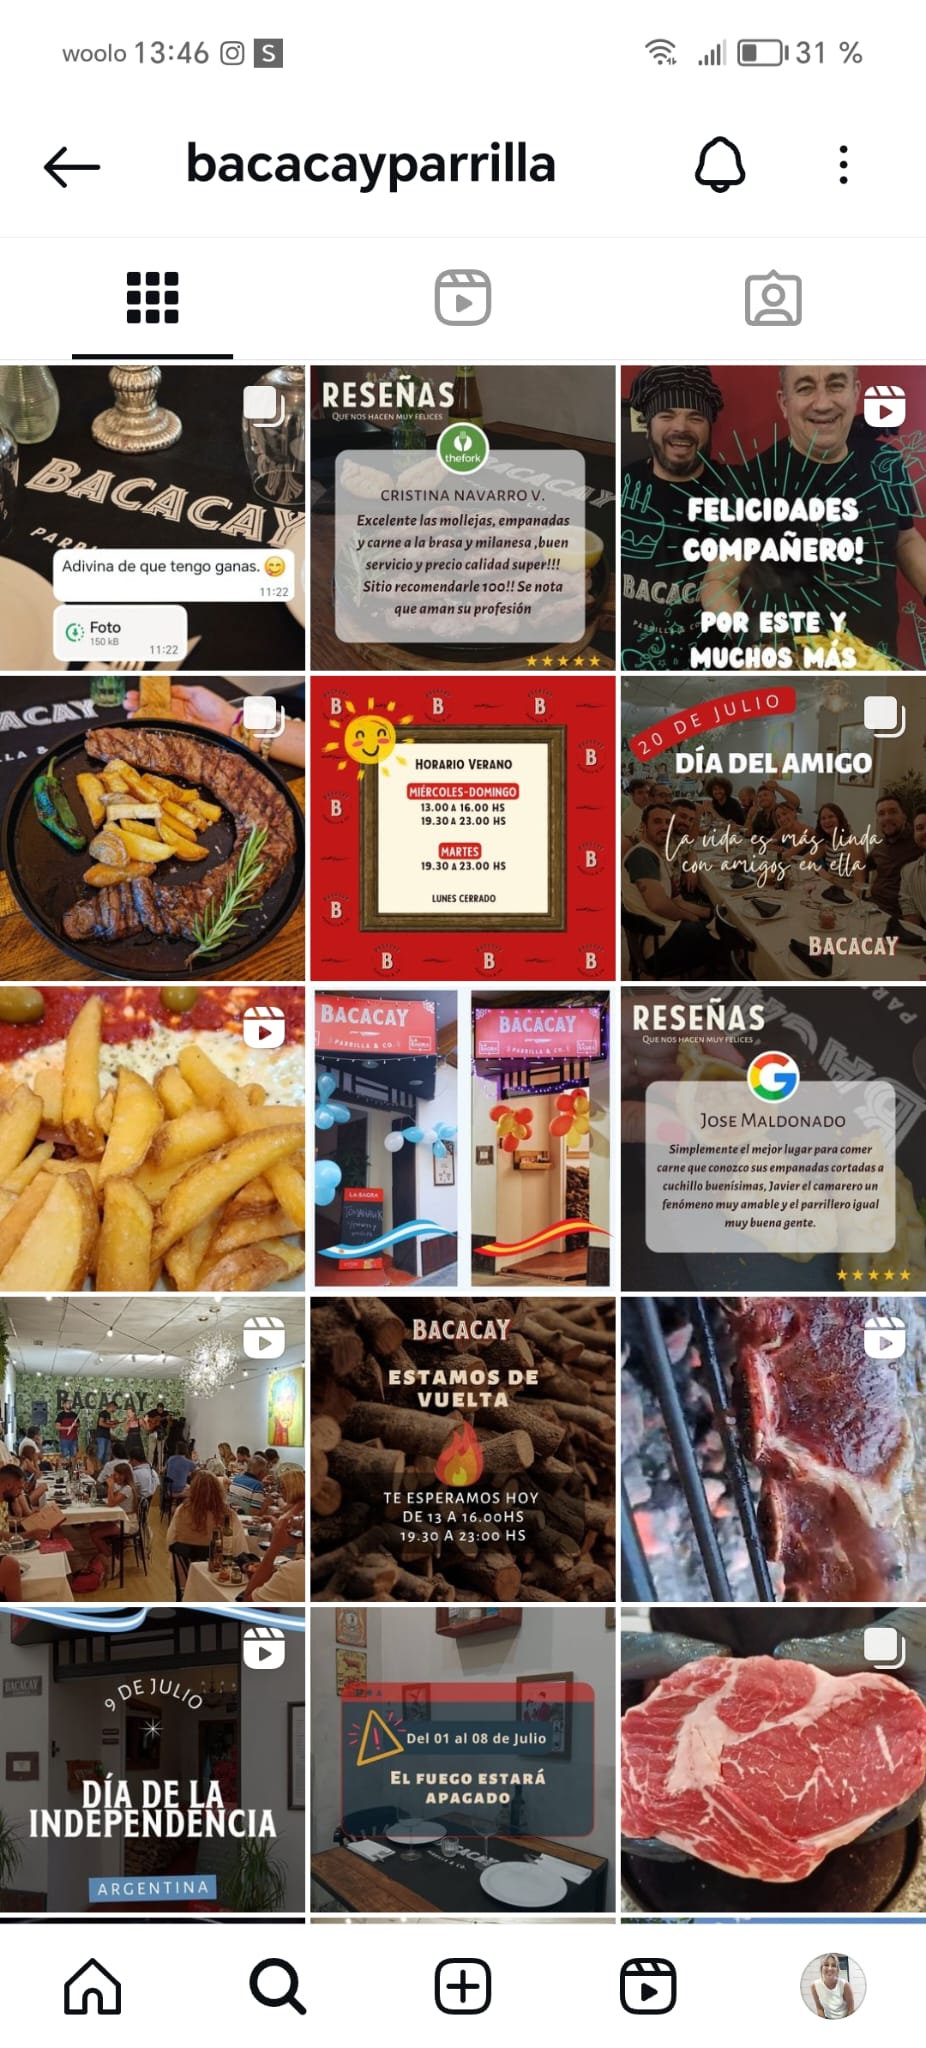 woolo 13:46 S 31 %
bacacayparrilla
BACACAY
Adivina de que tengo ganas. 😋
11:22
Foto
150 kB
11:22
RESEÑAS
QUE NOS HACEN MUY FELICES
thefork
CRISTINA NAVARRO V.
Excelente las mollejas, empanadas
y carne a la brasa y milanesa ,buen
servicio y precio calidad super!!!
Sitio recomendarle 100!! Se nota
que aman su profesión
FELICIDADES
COMPAÑERO!
BACAC
POR ESTE Y
MUCHOS MÁS
ACAY
B B B
HORARIO VERANO
MIÉRCOLES-DOMINGO
13.00 A 16.00 HS
19.30 A 23.00 HS
MARTES
19.30 A 23.00 HS
LUNES CERRADO
B
B
B
B
B B B
20 DE JULIO
DÍA DEL AMIGO
La vida es más linda
con amigos en ella
BACACAY
BACACAY
PARRILLA & CO.
LA BAGRA
TOMAHAWK
BACACAY
PARRILLA & CO.
RESEÑAS
QUE NOS HACEN MUY FELICES
G
JOSE MALDONADO
Simplemente el mejor lugar para comer
carne que conozco sus empanadas cortadas a
cuchillo buenísimas, Javier el camarero un
fenómeno muy amable y el parrillero igual
muy buena gente.
BACACAY
BACACAY
ESTAMOS DE
VUELTA
TE ESPERAMOS HOY
DE 13 A 16.00HS
19.30 A 23:00 HS
BACACAY
9 DE JULIO
DÍA DE LA
INDEPENDENCIA
ARGENTINA
Del 01 al 08 de Julio
EL FUEGO ESTARÁ
APAGADO
BACACAY
PARRILLA & CO.